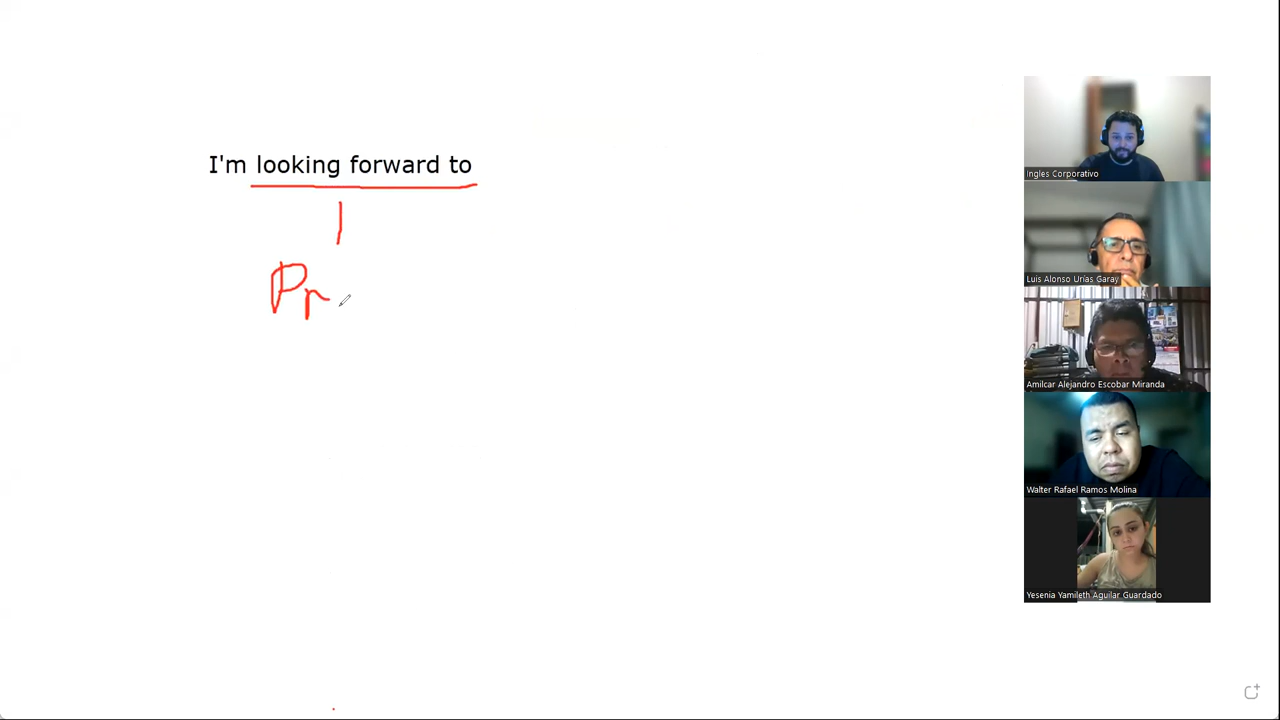 I'm looking forward to
Pr
Ingles Corporativo
Luis Alonso Urías Garay
Amilcar Alejandro Escobar Miranda
Walter Rafael Ramos Molina
Yesenia Yamileth Aguilar Guardado